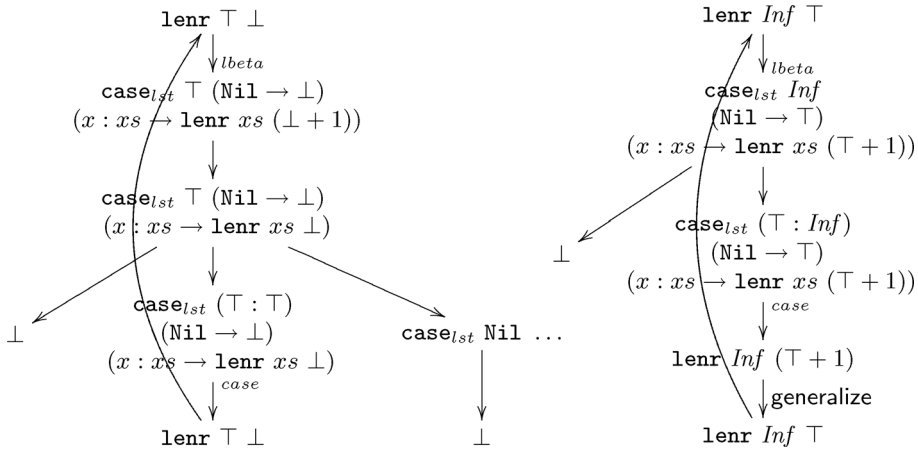 lenr ⊤ ⊥
lbeta
case_lst ⊤ (Nil → ⊥)
(x : xs → lenr xs (⊥ + 1))
case_lst ⊤ (Nil → ⊥)
(x : xs → lenr xs ⊥)
⊥
case_lst (⊤ : ⊤)
(Nil → ⊥)
(x : xs → lenr xs ⊥)
case
lenr ⊤ ⊥
case_lst Nil ...
⊥
lenr Inf ⊤
lbeta
case_lst Inf
(Nil → ⊤)
(x : xs → lenr xs (⊤ + 1))
⊥
case_lst (⊤ : Inf)
(Nil → ⊤)
(x : xs → lenr xs (⊤ + 1))
case
lenr Inf (⊤ + 1)
generalize
lenr Inf ⊤